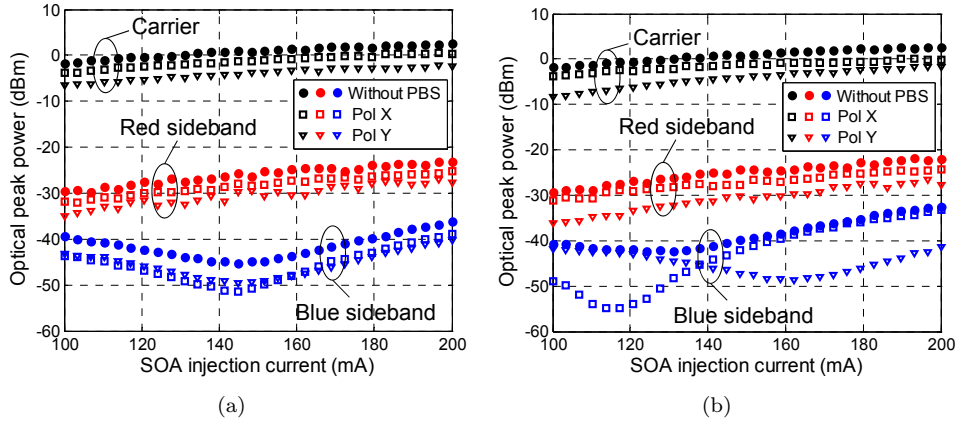 10
0
-10
-20
-30
-40
-50
-60
Optical peak power (dBm)
Carrier
Without PBS
Pol X
Pol Y
Red sideband
Blue sideband
100 120 140 160 180 200
SOA injection current (mA)
(a)
10
0
-10
-20
-30
-40
-50
-60
Optical peak power (dBm)
Carrier
Without PBS
Pol X
Pol Y
Red sideband
Blue sideband
100 120 140 160 180 200
SOA injection current (mA)
(b)